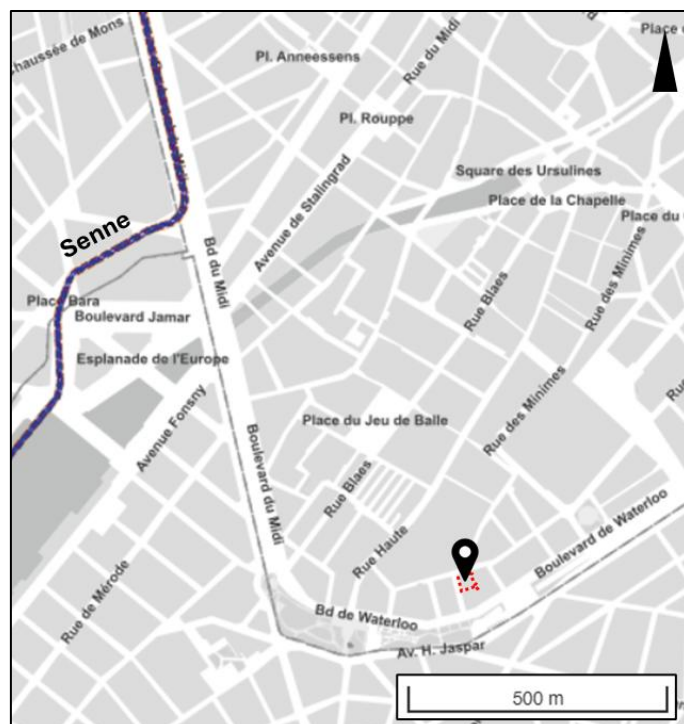 Chaussée de Mons
Pl. Anneessens
Rue du Midi
Place d
Pl. Rouppe
Square des Ursulines
Place de la Chapelle
Place du
Senne
Avenue de Stalingrad
Bd du Midi
Rue des Minimes
Rue Blaes
Place Bara
Boulevard Jamar
Esplanade de l'Europe
Rue des Minimes
Place du Jeu de Balle
Avenue Fonsny
Boulevard du Midi
Rue Blaes
Rue Haute
Boulevard de Waterloo
Rue de Mérode
Bd de Waterloo
Av. H. Jaspar
500 m